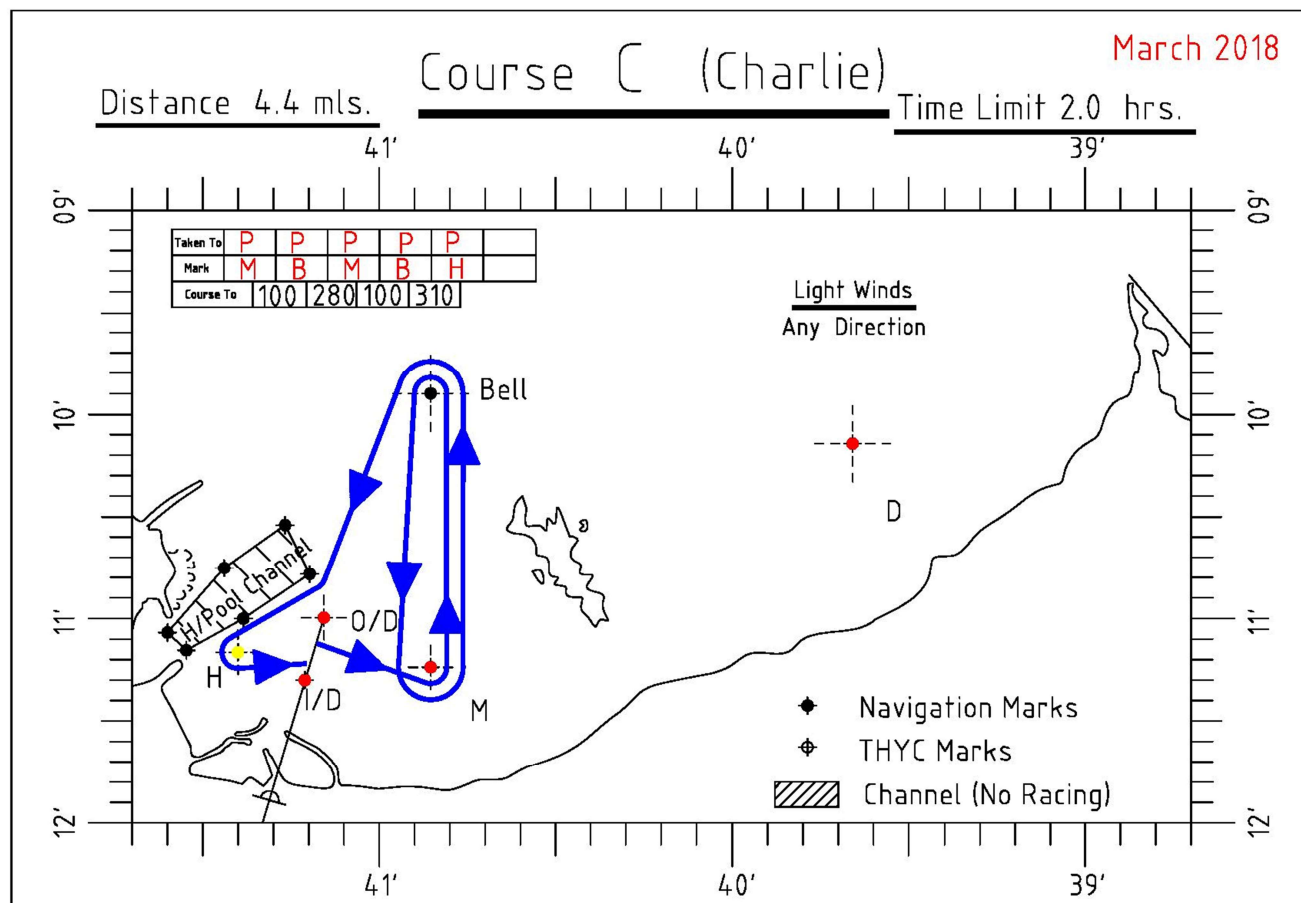 March 2018
Course C (Charlie)
Distance 4.4 mls.
Time Limit 2.0 hrs.
41' 40' 39'
09' 09'
Taken To P P P P P
Mark M B M B H
Course To 100 280 100 310
Light Winds
Any Direction
Bell
10' 10'
D
H/Pool Channel
11' O/D 11'
H
I/D
M
Navigation Marks
THYC Marks
Channel (No Racing)
12' 12'
41' 40' 39'